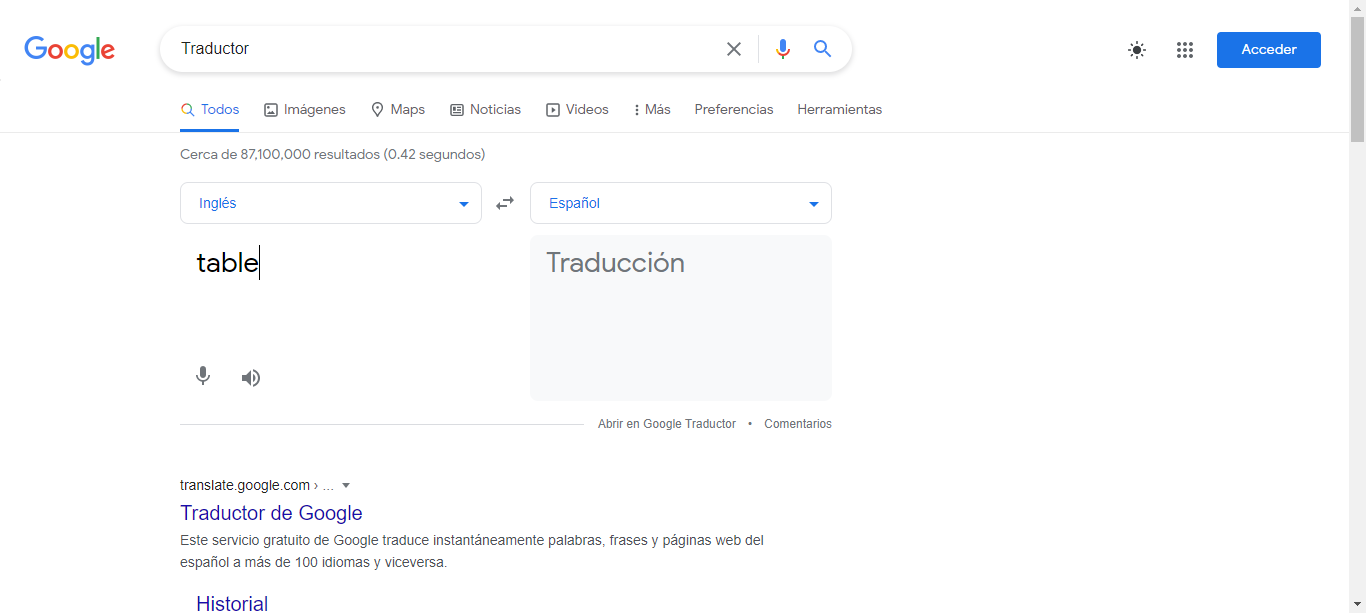 Google
Traductor
Acceder
Todos Imágenes Maps Noticias Videos Más Preferencias Herramientas
Cerca de 87,100,000 resultados (0.42 segundos)
Inglés Español
table Traducción
Abrir en Google Traductor • Comentarios
translate.google.com › ...
Traductor de Google
Este servicio gratuito de Google traduce instantáneamente palabras, frases y páginas web del
español a más de 100 idiomas y viceversa.
Historial